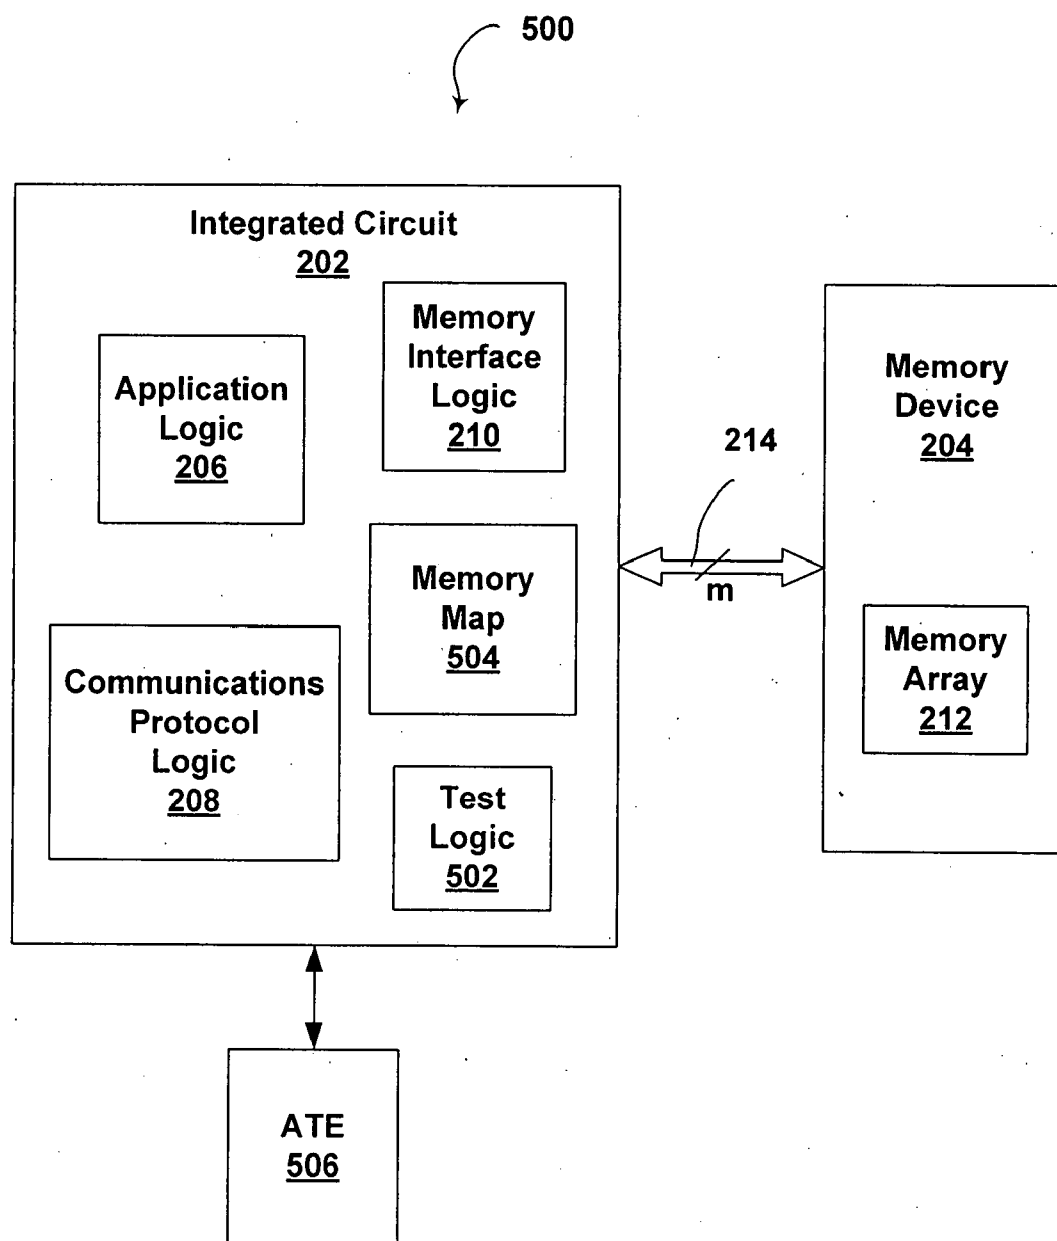 500
Integrated Circuit
202
Memory
Interface
Logic
210
Application
Logic
206
Memory
Device
204
214
m
Memory
Map
504
Communications
Protocol
Logic
208
Memory
Array
212
Test
Logic
502
ATE
506